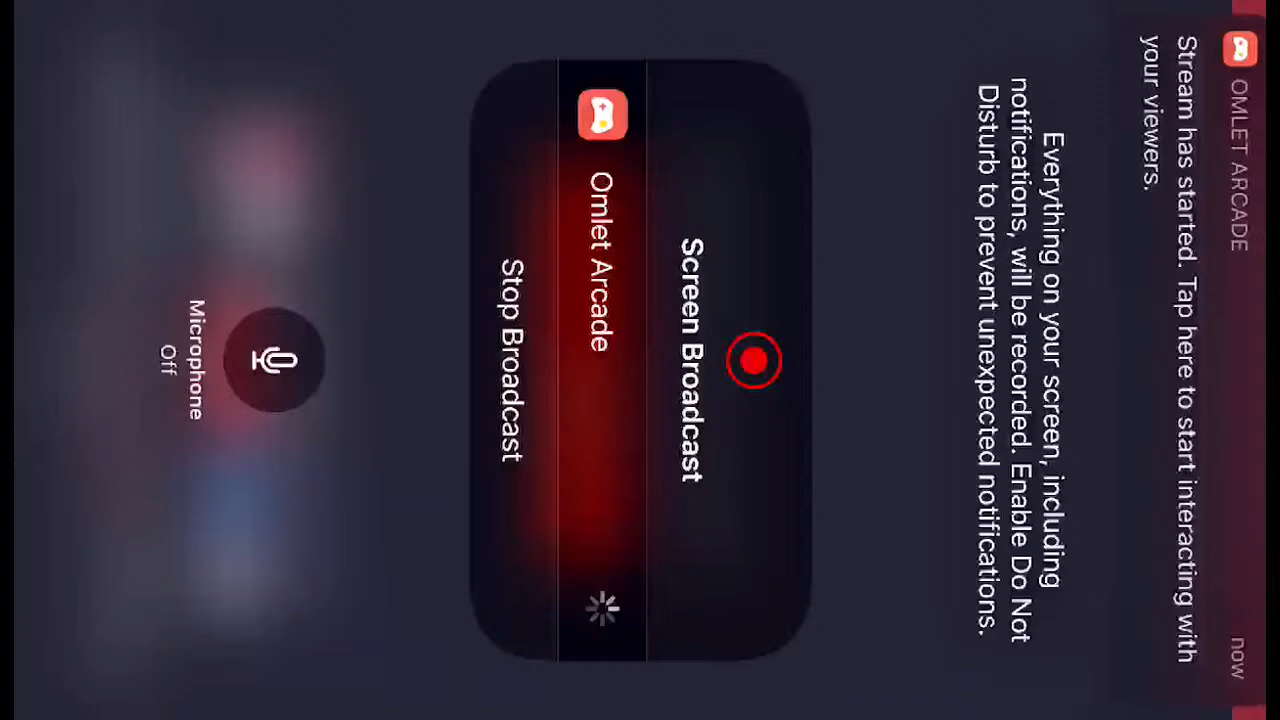 OMLET ARCADE
now
Stream has started. Tap here to start interacting with
your viewers.
Everything on your screen, including
notifications, will be recorded. Enable Do Not
Disturb to prevent unexpected notifications.
Screen Broadcast
Omlet Arcade
Stop Broadcast
Microphone
Off